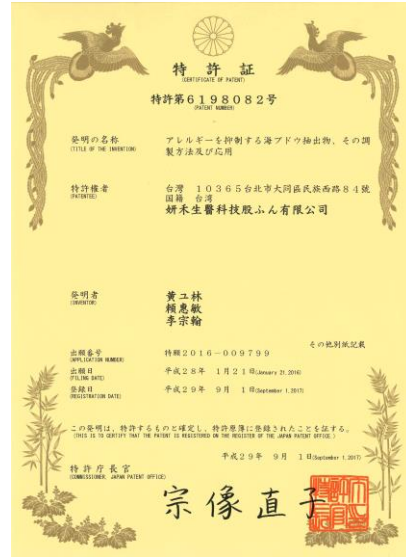 特許証
(CERTIFICATE OF PATENT)
特許第6198082号
(PATENT NUMBER)
発明の名称
(TITLE OF THE INVENTION)
アレルギーを抑制する海ブドウ抽出物、その調
製方法及び応用
特許権者
(PATENTEE)
台湾 10365台北市大同區民族西路84號
国籍 台湾
妍禾生醫科技股ふん有限公司
発明者
(INVENTOR)
黄ユ林
賴惠敏
李宗翰
その他別紙記載
出願番号
(APPLICATION NUMBER)
特願2016-009799
出願日
(FILING DATE)
平成28年 1月21日(January 21,2016)
登録日
(REGISTRATION DATE)
平成29年 9月 1日(September 1,2017)
この発明は、特許するものと確定し、特許原簿に登録されたことを証する。
(THIS IS TO CERTIFY THAT THE PATENT IS REGISTERED ON THE REGISTER OF THE JAPAN PATENT OFFICE.)
平成29年 9月 1日(September 1,2017)
特許庁長官
(COMMISSIONER, JAPAN PATENT OFFICE)
宗像直子